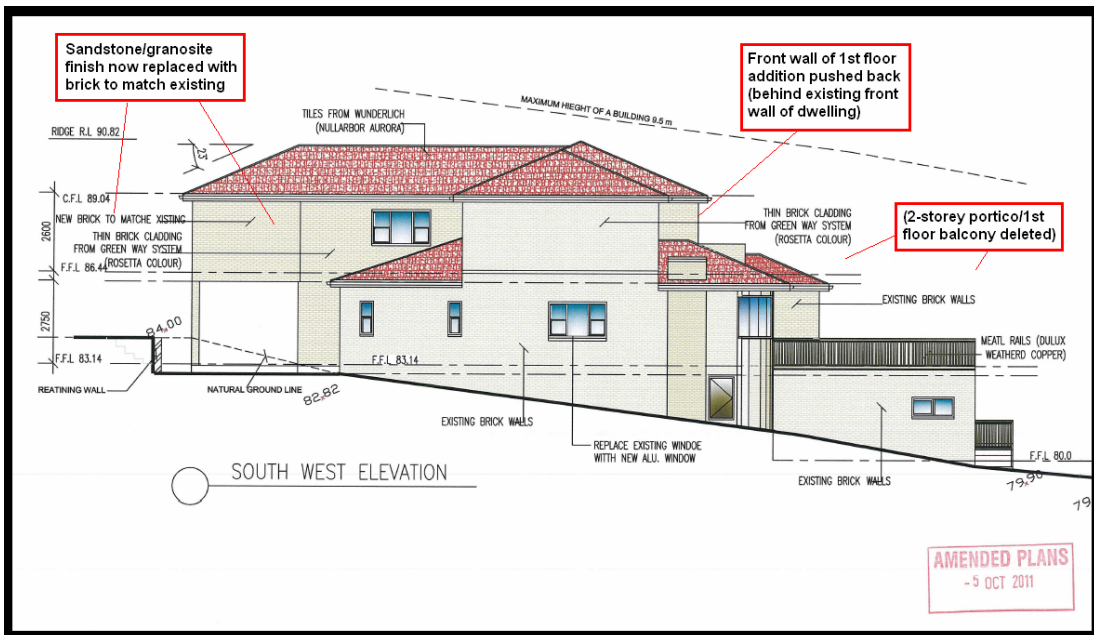 Sandstone/granosite
finish now replaced with
brick to match existing
Front wall of 1st floor
addition pushed back
(behind existing front
wall of dwelling)
MAXIMUM HIEGHT OF A BUILDING 9.5 m
TILES FROM WUNDERLICH
(NULLARBOR AURORA)
RIDGE R.L 90.82
23°
C.F.L 89.04
NEW BRICK TO MATCHE XISTING
THIN BRICK CLADDING
FROM GREEN WAY SYSTEM
(ROSETTA COLOUR)
2600
F.F.L 86.44
THIN BRICK CLADDING
FROM GREEN WAY SYSTEM
(ROSETTA COLOUR)
(2-storey portico/1st
floor balcony deleted)
EXISTING BRICK WALLS
2750
84.00
F.F.L 83.14
F.F.L 83.14
MEATL RAILS (DULUX
WEATHERD COPPER)
REATINING WALL
NATURAL GROUND LINE
82.82
EXISTING BRICK WALLS
REPLACE EXISTING WINDOE
WITTH NEW ALU. WINDOW
EXISTING BRICK WALLS
F.F.L 80.0
79.90
79
SOUTH WEST ELEVATION
AMENDED PLANS
-5 OCT 2011